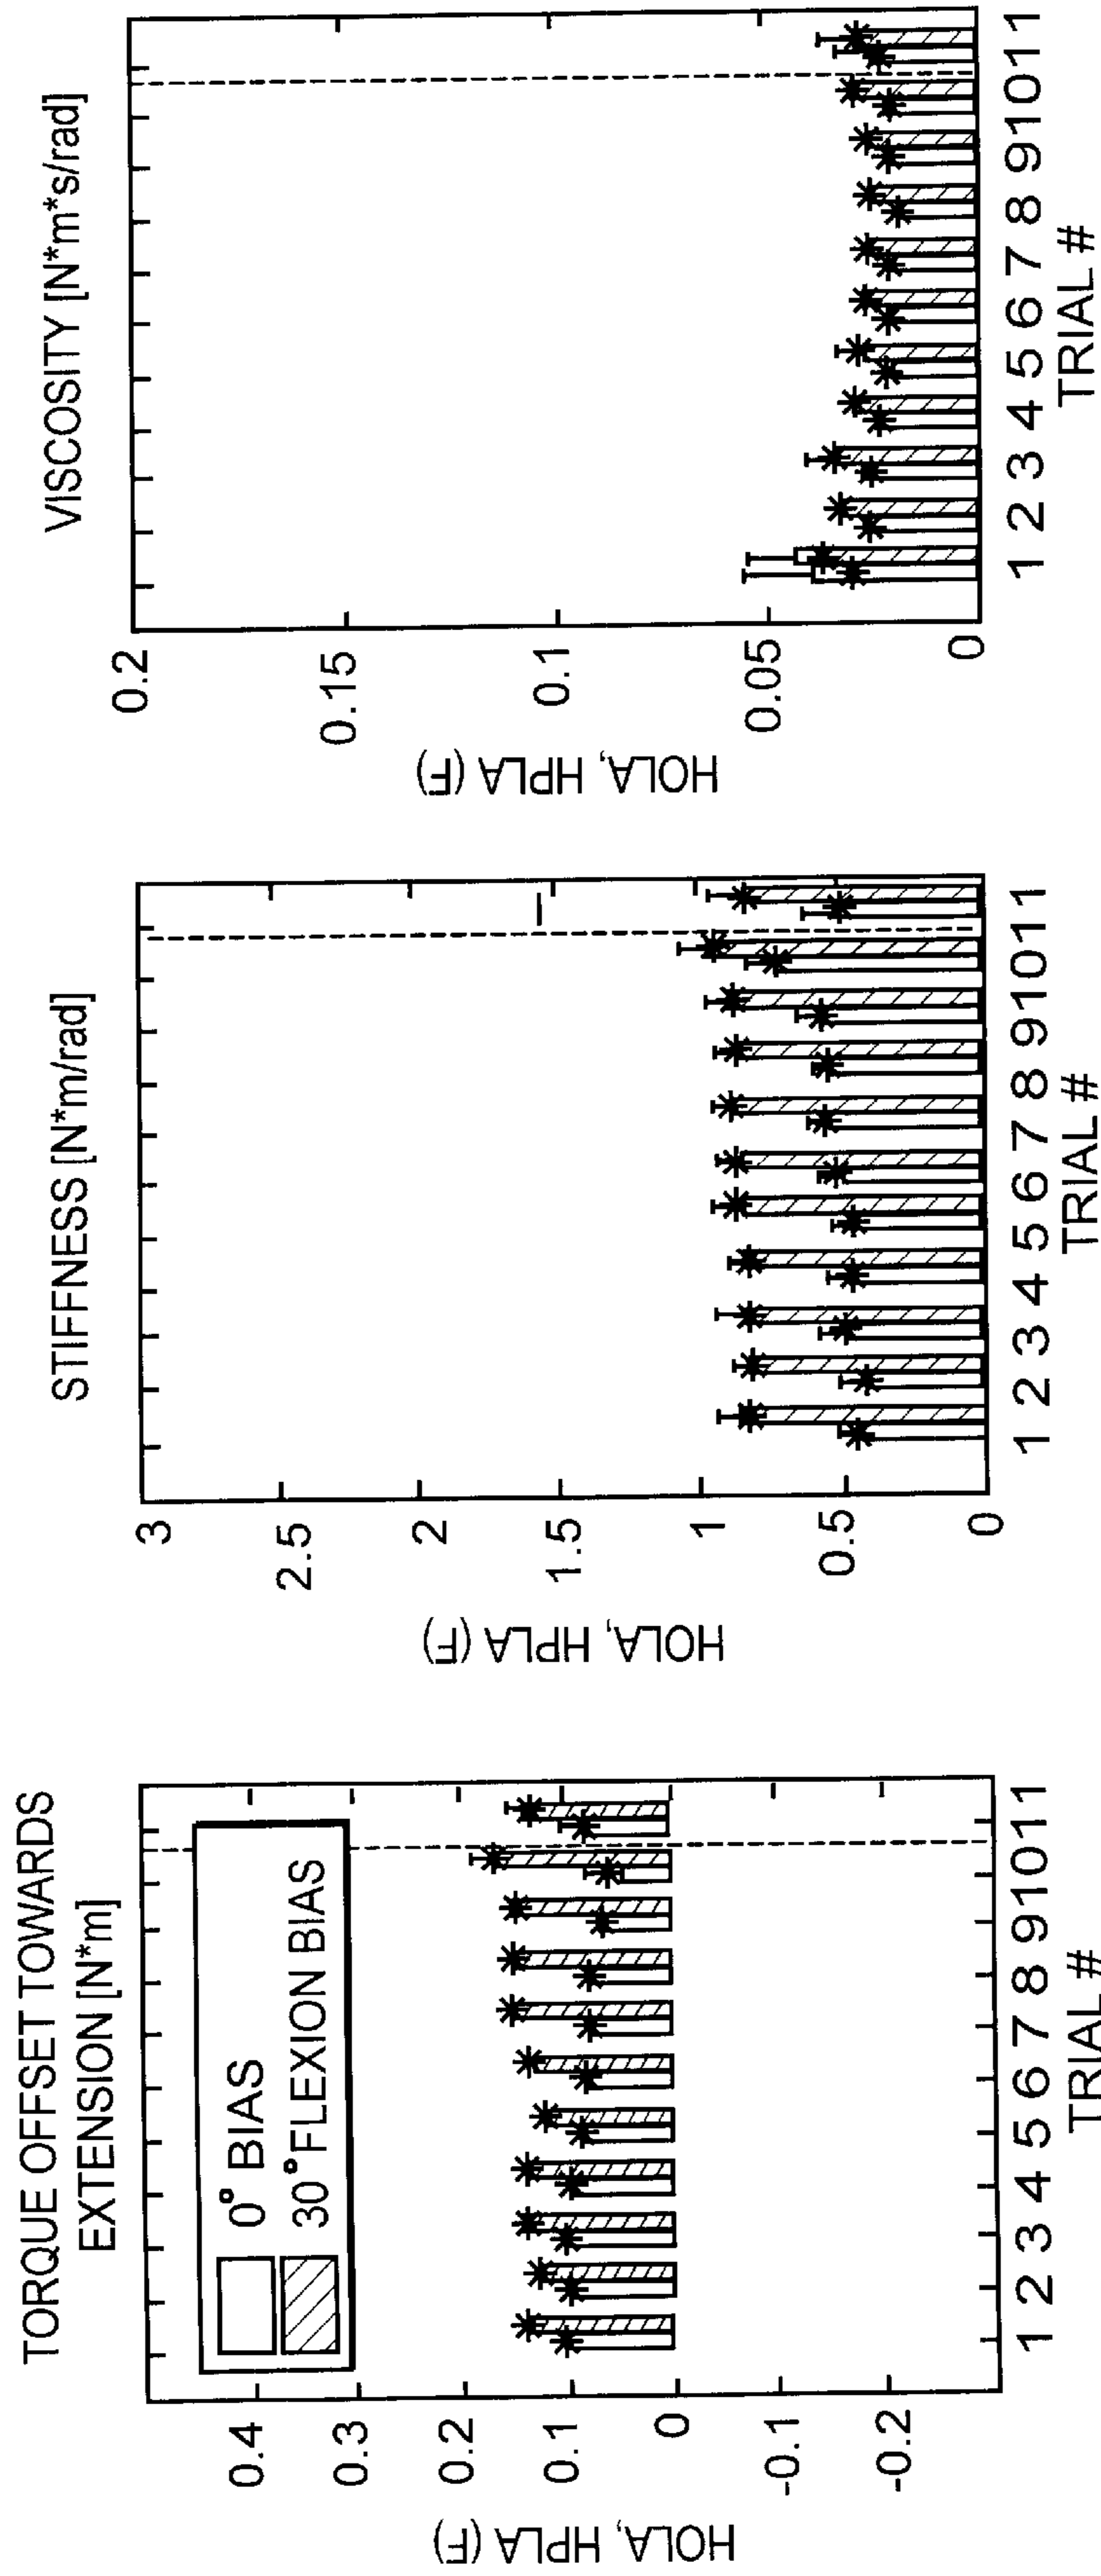 TORQUE OFFSET TOWARDS
EXTENSION [N*m]
0° BIAS
30° FLEXION BIAS
HOLA, HPLA (F)
0.4
0.3
0.2
0.1
0
-0.1
-0.2
1 2 3 4 5 6 7 8 9 10 11
TRIAL #
STIFFNESS [N*m/rad]
HOLA, HPLA (F)
3
2.5
2
1.5
1
0.5
0
1 2 3 4 5 6 7 8 9 10 11
TRIAL #
VISCOSITY [N*m*s/rad]
HOLA, HPLA (F)
0.2
0.15
0.1
0.05
0
1 2 3 4 5 6 7 8 9 10 11
TRIAL #